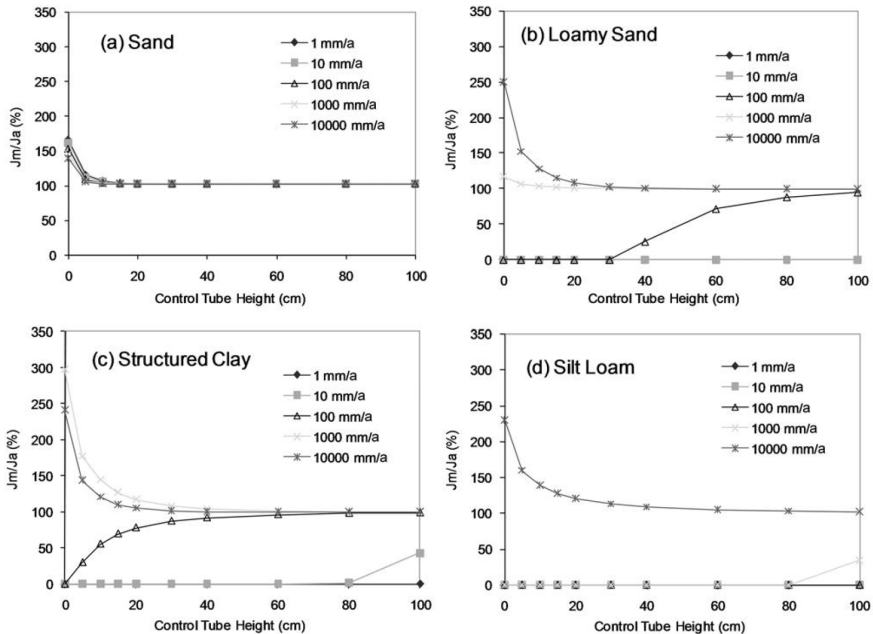 (a) Sand
350
300
250
200
150
100
50
0
Jm/Ja (%)
0 20 40 60 80 100
Control Tube Height (cm)
1 mm/a
10 mm/a
100 mm/a
1000 mm/a
10000 mm/a
(b) Loamy Sand
350
300
250
200
150
100
50
0
Jm/Ja (%)
0 20 40 60 80 100
Control Tube Height (cm)
1 mm/a
10 mm/a
100 mm/a
1000 mm/a
10000 mm/a
(c) Structured Clay
350
300
250
200
150
100
50
0
Jm/Ja (%)
0 20 40 60 80 100
Control Tube Height (cm)
1 mm/a
10 mm/a
100 mm/a
1000 mm/a
10000 mm/a
(d) Silt Loam
350
300
250
200
150
100
50
0
Jm/Ja (%)
0 20 40 60 80 100
Control Tube Height (cm)
1 mm/a
10 mm/a
100 mm/a
1000 mm/a
10000 mm/a